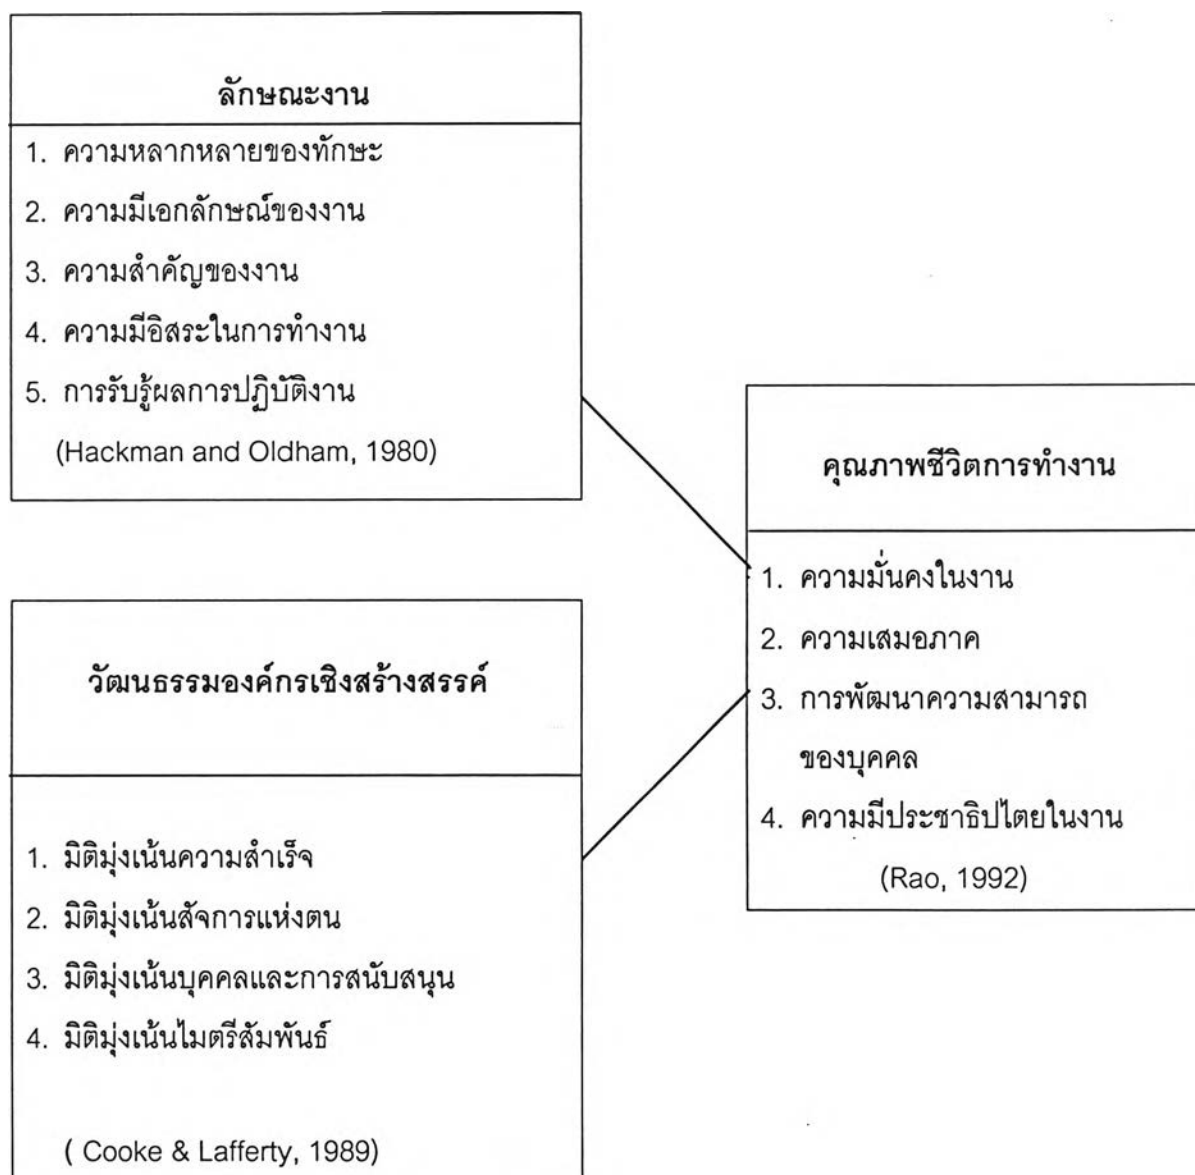 ลักษณะงาน
1. ความหลากหลายของทักษะ
2. ความมีเอกลักษณ์ของงาน
3. ความสำคัญของงาน
4. ความมีอิสระในการทำงาน
5. การรับรู้ผลการปฏิบัติงาน
(Hackman and Oldham, 1980)
วัฒนธรรมองค์กรเชิงสร้างสรรค์
1. มิติมุ่งเน้นความสำเร็จ
2. มิติมุ่งเน้นสัจการแห่งตน
3. มิติมุ่งเน้นบุคคลและการสนับสนุน
4. มิติมุ่งเน้นไมตรีสัมพันธ์
( Cooke & Lafferty, 1989)
คุณภาพชีวิตการทำงาน
1. ความมั่นคงในงาน
2. ความเสมอภาค
3. การพัฒนาความสามารถ
ของบุคคล
4. ความมีประชาธิปไตยในงาน
(Rao, 1992)